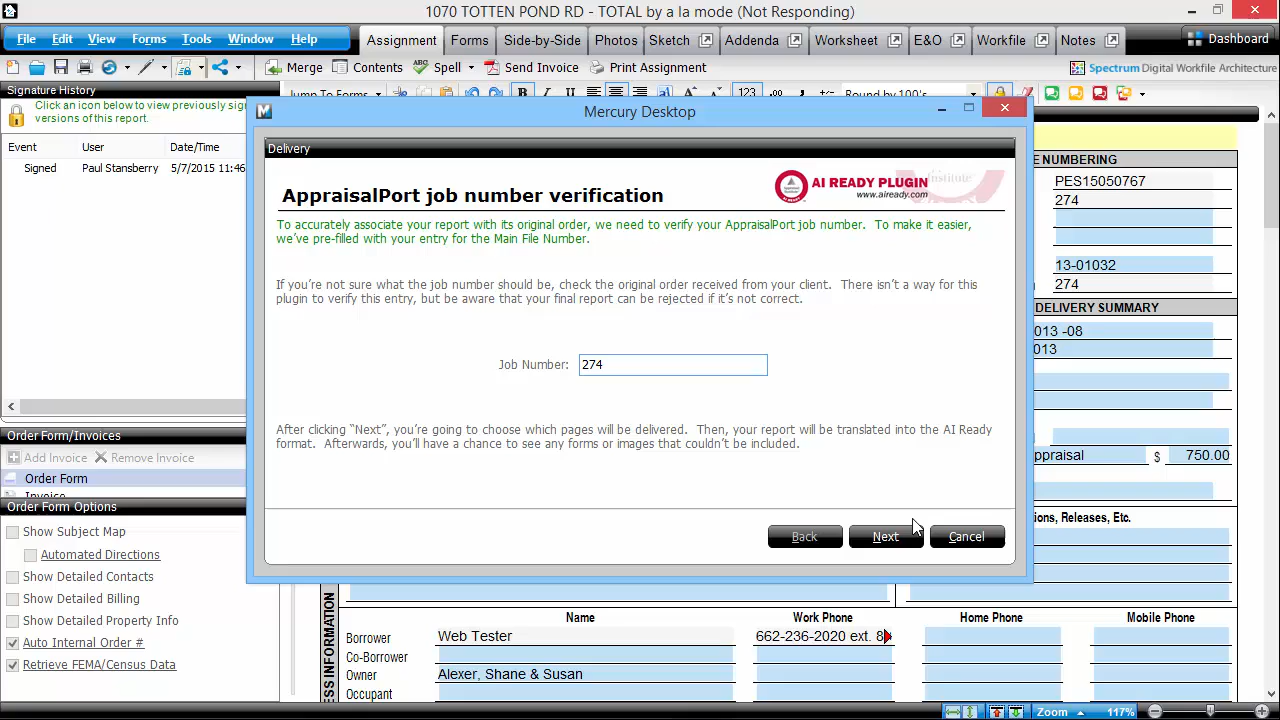 1070 TOTTEN POND RD - TOTAL by a la mode (Not Responding)
File Edit View Forms Tools Window Help
Assignment Forms Side-by-Side Photos Sketch Addenda Worksheet E&O Workfile Notes Dashboard
Merge Contents ABC Spell Send Invoice Print Assignment Spectrum Digital Workfile Architecture
Signature History
Jump To Forms B I U 123 Round by 100's
Click an icon below to view previously sig
versions of this report.
Event User Date/Time
Signed Paul Stansberry 5/7/2015 11:46
Mercury Desktop
Delivery
AppraisalPort job number verification
AI READY PLUGIN
www.aiready.com
Institute
To accurately associate your report with its original order, we need to verify your AppraisalPort job number. To make it easier,
we've pre-filled with your entry for the Main File Number.
If you're not sure what the job number should be, check the original order received from your client. There isn't a way for this
plugin to verify this entry, but be aware that your final report can be rejected if it's not correct.
Job Number: 274
After clicking “Next”, you're going to choose which pages will be delivered. Then, your report will be translated into the AI Ready
format. Afterwards, you'll have a chance to see any forms or images that couldn't be included.
Back Next Cancel
E NUMBERING
PES15050767
274
13-01032
274
DELIVERY SUMMARY
013 -08
013
ppraisal $ 750.00
ions, Releases, Etc.
Order Form/Invoices
Add Invoice Remove Invoice
Order Form
Invoice
Order Form Options
Show Subject Map
Automated Directions
Show Detailed Contacts
Show Detailed Billing
Show Detailed Property Info
Auto Internal Order #
Retrieve FEMA/Census Data
SS INFORMATION
Name Work Phone Home Phone Mobile Phone
Borrower Web Tester 662-236-2020 ext. 8
Co-Borrower
Owner Alexer, Shane & Susan
Occupant
Zoom 117%